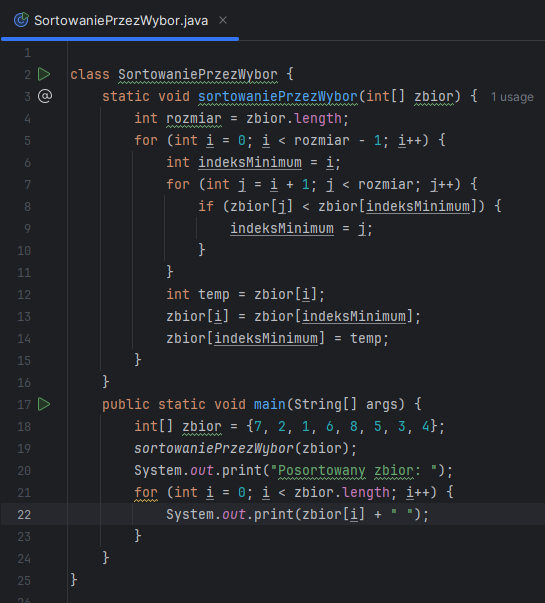 SortowaniePrzezWybor.java ×
1
2 class SortowaniePrzezWybor {
3 @ static void sortowaniePrzezWybor(int[] zbior) { 1 usage
4 int rozmiar = zbior.length;
5 for (int i = 0; i < rozmiar - 1; i++) {
6 int indeksMinimum = i;
7 for (int j = i + 1; j < rozmiar; j++) {
8 if (zbior[j] < zbior[indeksMinimum]) {
9 indeksMinimum = j;
10 }
11 }
12 int temp = zbior[i];
13 zbior[i] = zbior[indeksMinimum];
14 zbior[indeksMinimum] = temp;
15 }
16 }
17 public static void main(String[] args) {
18 int[] zbior = {7, 2, 1, 6, 8, 5, 3, 4};
19 sortowaniePrzezWybor(zbior);
20 System.out.print("Posortowany zbior: ");
21 for (int i = 0; i < zbior.length; i++) {
22 System.out.print(zbior[i] + " ");
23 }
24 }
25 }
26